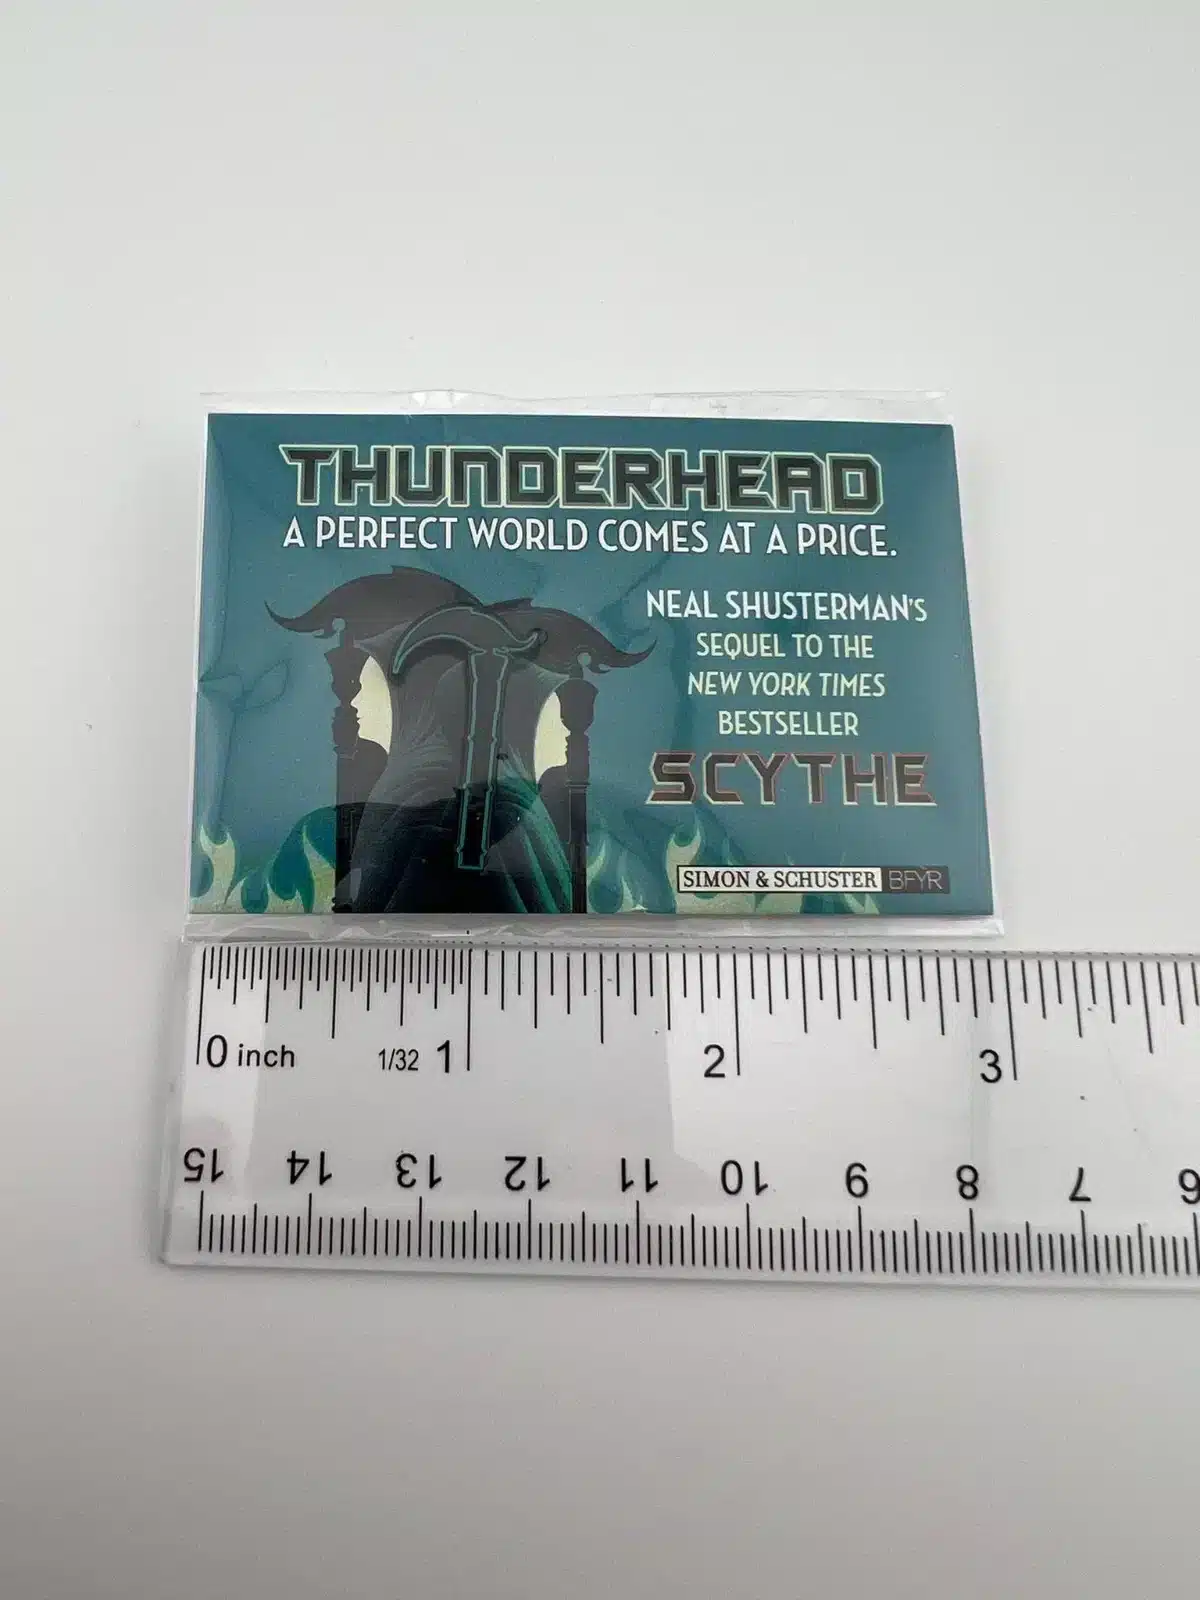 THUNDERHEAD
A PERFECT WORLD COMES AT A PRICE.
NEAL SHUSTERMAN'S
SEQUEL TO THE
NEW YORK TIMES
BESTSELLER
SCYTHE
SIMON & SCHUSTER BFYR
0 inch 1/32 1 2 3
15 14 13 12 11 10 9 8 7 6